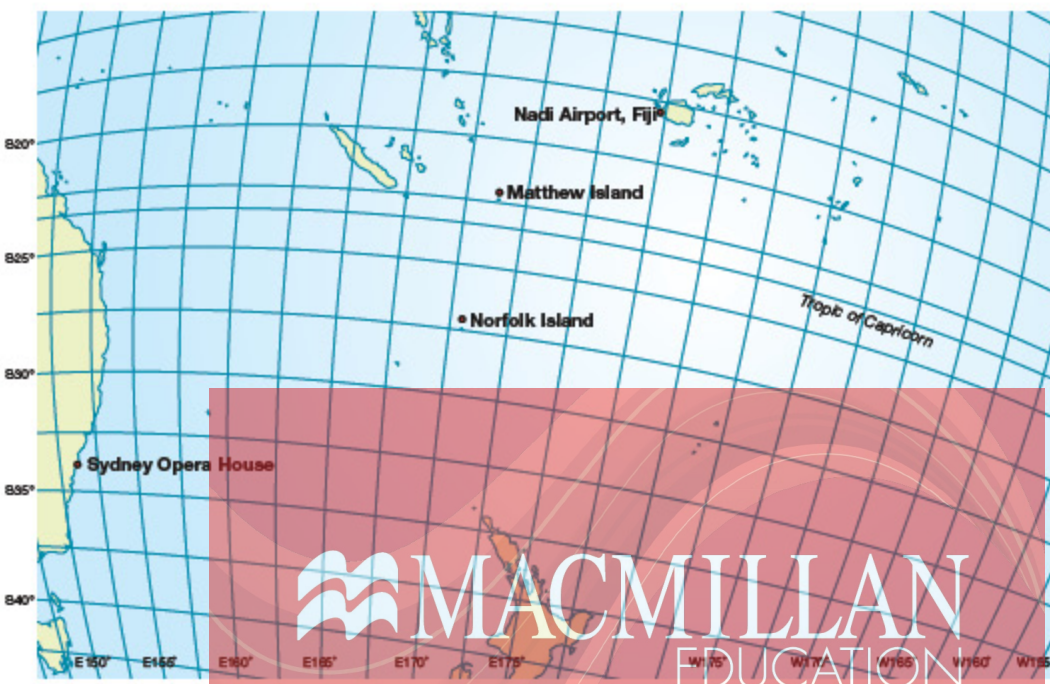 Nadi Airport, Fiji
S20°
Matthew Island
S25°
Tropic of Capricorn
Norfolk Island
S30°
Sydney Opera House
S35°
MACMILLAN
EDUCATION
S40°
E150° E155° E160° E165° E170° E175° W175° W170° W165° W160° W155